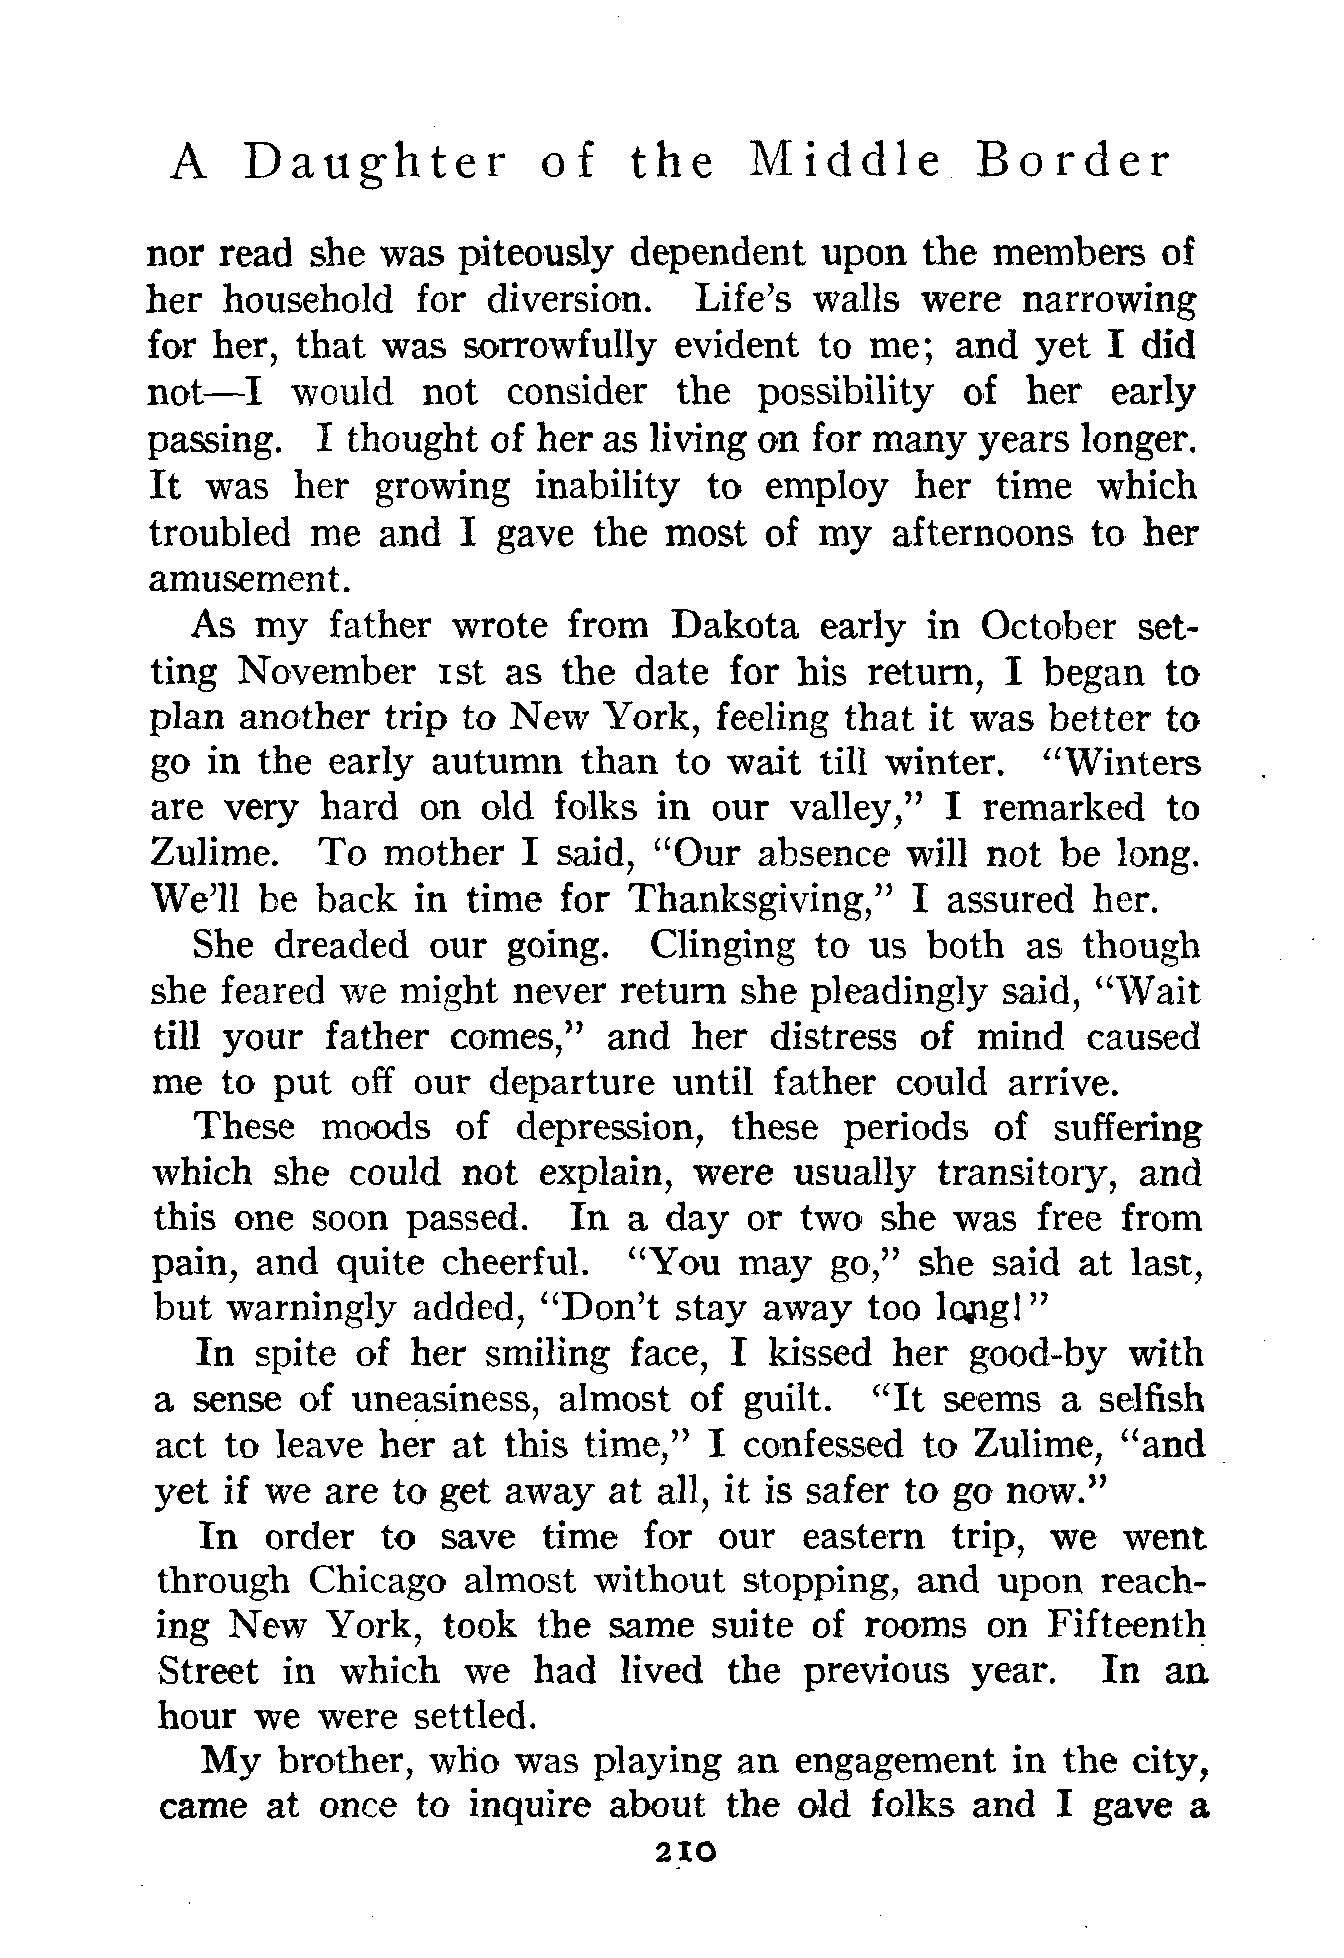 A Daughter of the Middle Border
nor read she was piteously dependent upon the members of
her household for diversion. Life's walls were narrowing
for her, that was sorrowfully evident to me; and yet I did
not—I would not consider the possibility of her early
passing. I thought of her as living on for many years longer.
It was her growing inability to employ her time which
troubled me and I gave the most of my afternoons to her
amusement.
As my father wrote from Dakota early in October set-
ting November 1st as the date for his return, I began to
plan another trip to New York, feeling that it was better to
go in the early autumn than to wait till winter. “Winters
are very hard on old folks in our valley,” I remarked to
Zulime. To mother I said, “Our absence will not be long.
We'll be back in time for Thanksgiving,” I assured her.
She dreaded our going. Clinging to us both as though
she feared we might never return she pleadingly said, “Wait
till your father comes,” and her distress of mind caused
me to put off our departure until father could arrive.
These moods of depression, these periods of suffering
which she could not explain, were usually transitory, and
this one soon passed. In a day or two she was free from
pain, and quite cheerful. “You may go,” she said at last,
but warningly added, “Don't stay away too long!”
In spite of her smiling face, I kissed her good-by with
a sense of uneasiness, almost of guilt. “It seems a selfish
act to leave her at this time,” I confessed to Zulime, “and
yet if we are to get away at all, it is safer to go now.”
In order to save time for our eastern trip, we went
through Chicago almost without stopping, and upon reach-
ing New York, took the same suite of rooms on Fifteenth
Street in which we had lived the previous year. In an
hour we were settled.
My brother, who was playing an engagement in the city,
came at once to inquire about the old folks and I gave a
210